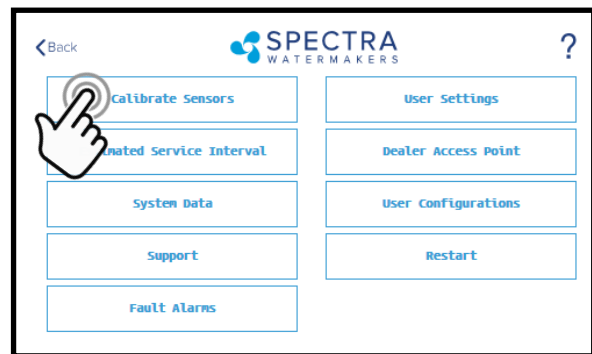 Back
SPECTRA
WATERMAKERS
?
Calibrate Sensors
User Settings
mated Service Interval
Dealer Access Point
System Data
User Configurations
Support
Restart
Fault Alarms